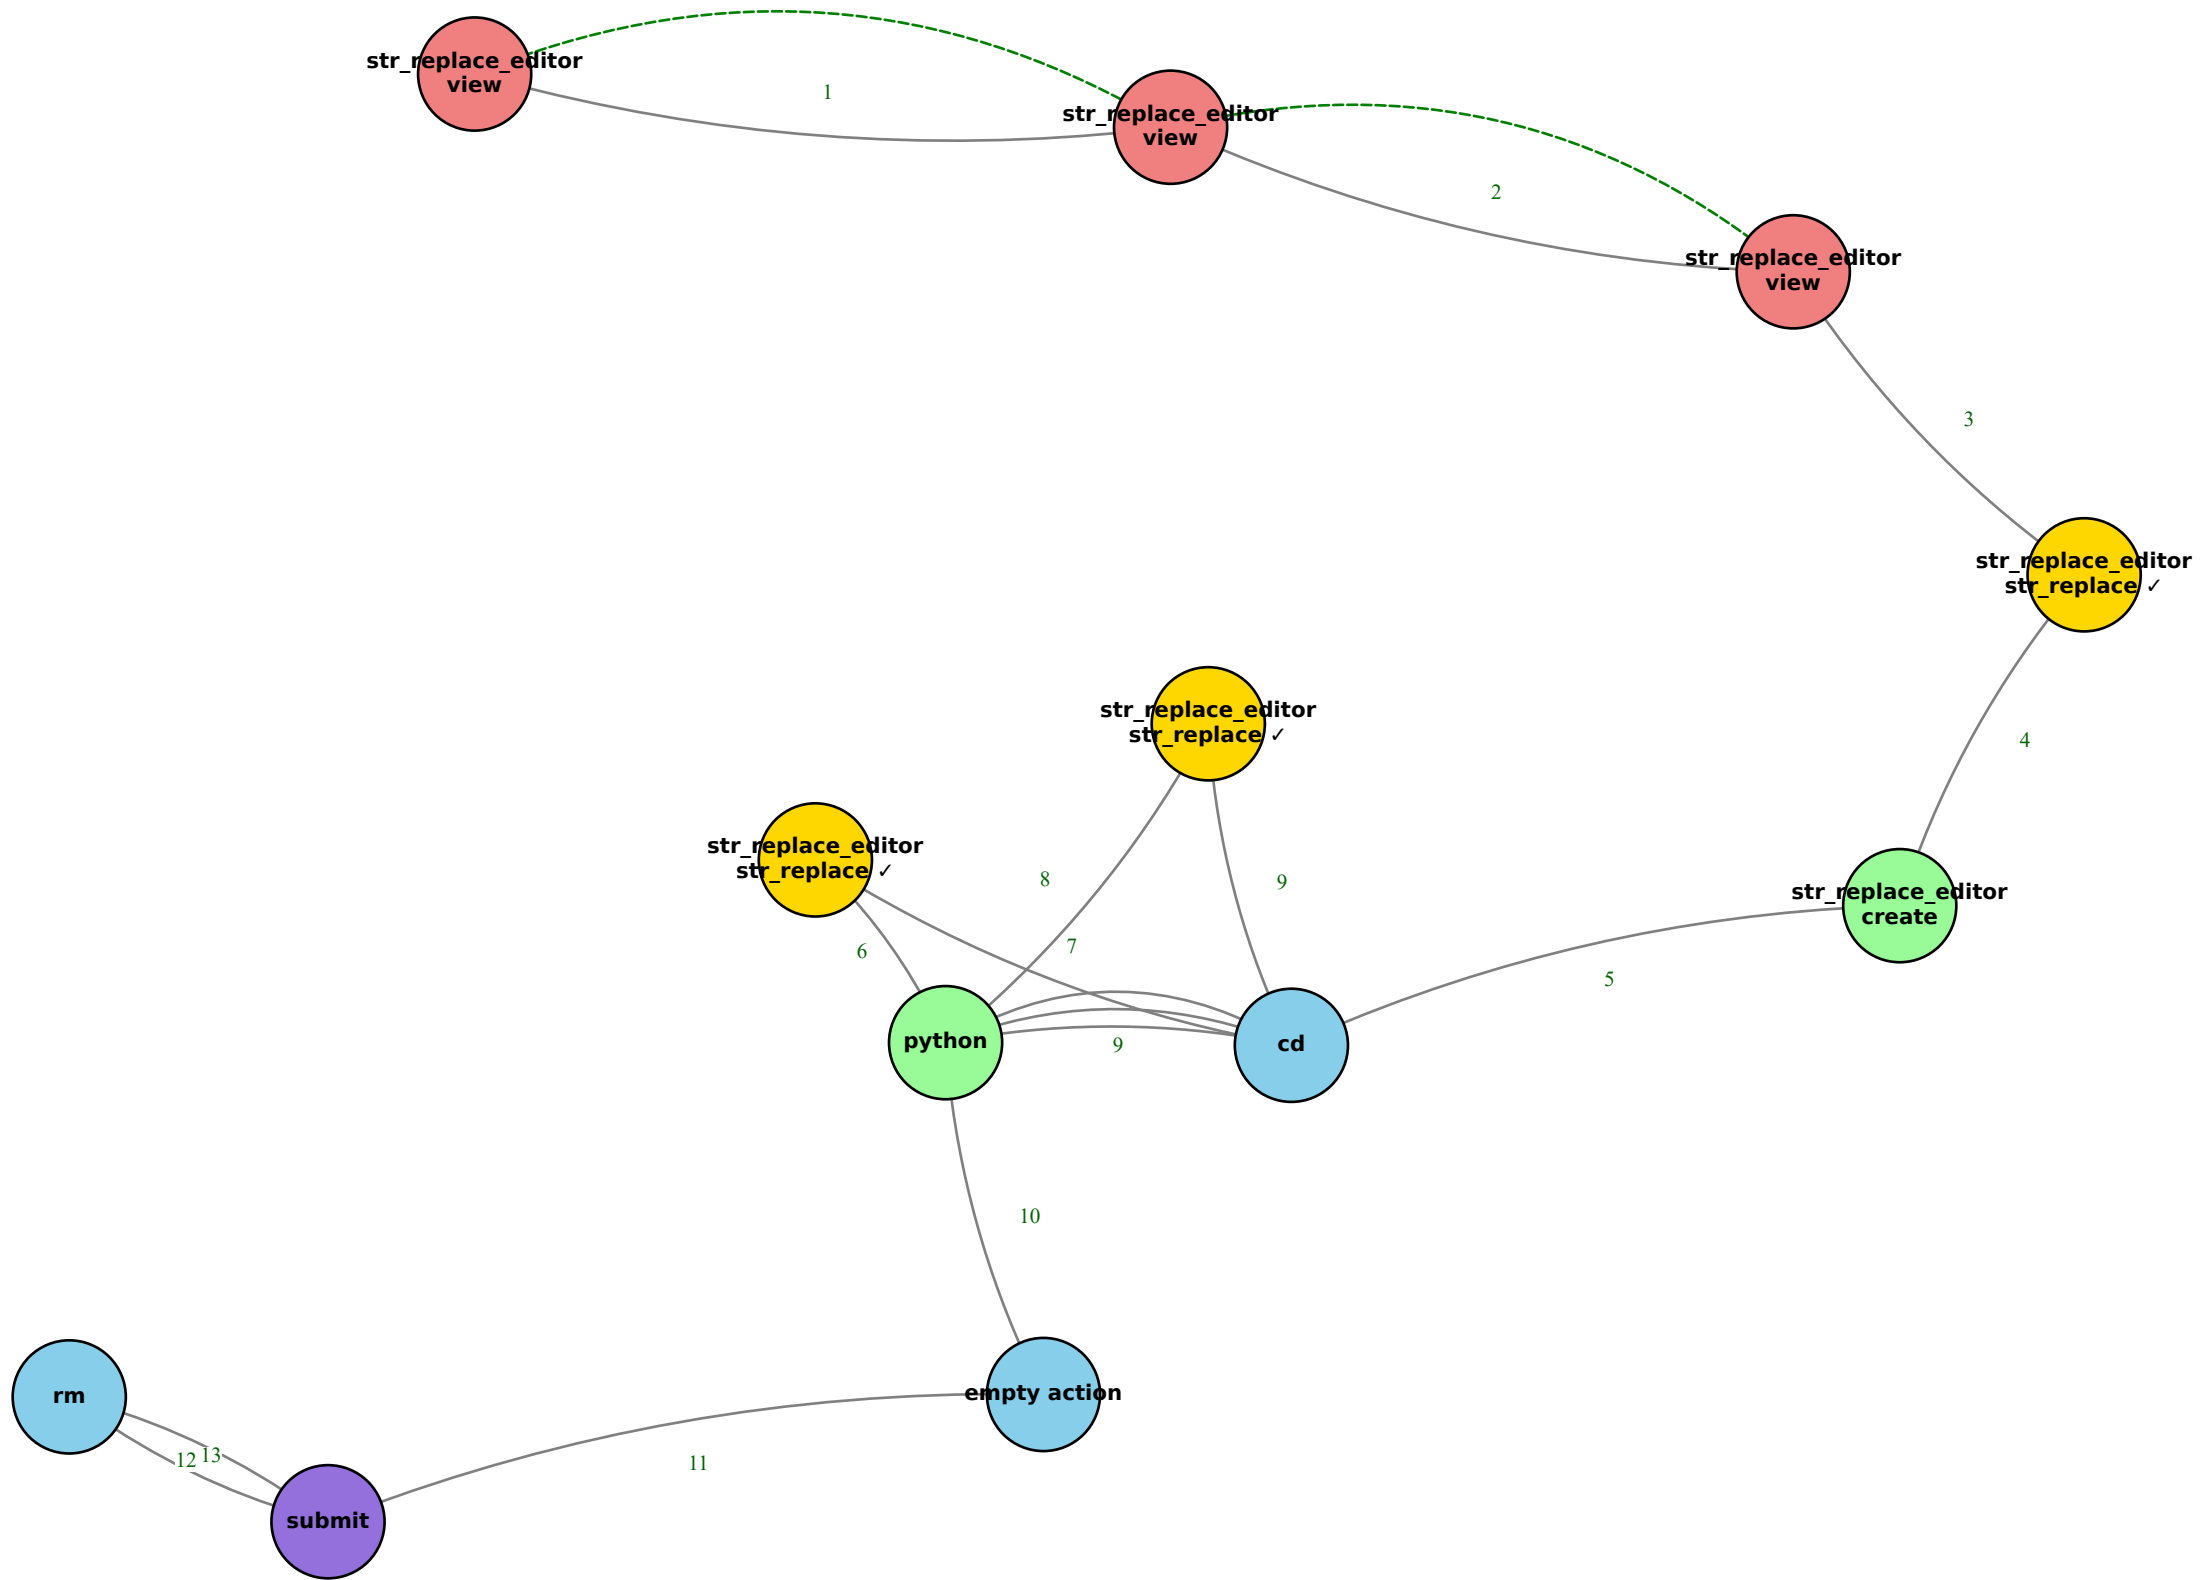 str_replace_editor
view
1
str_replace_editor
view
2
str_replace_editor
view
3
str_replace_editor
str_replace ✓
4
str_replace_editor
str_replace ✓
str_replace_editor
str_replace ✓
8
9
str_replace_editor
create
7
6
5
python
9
cd
10
rm
empty action
12
13
11
submit